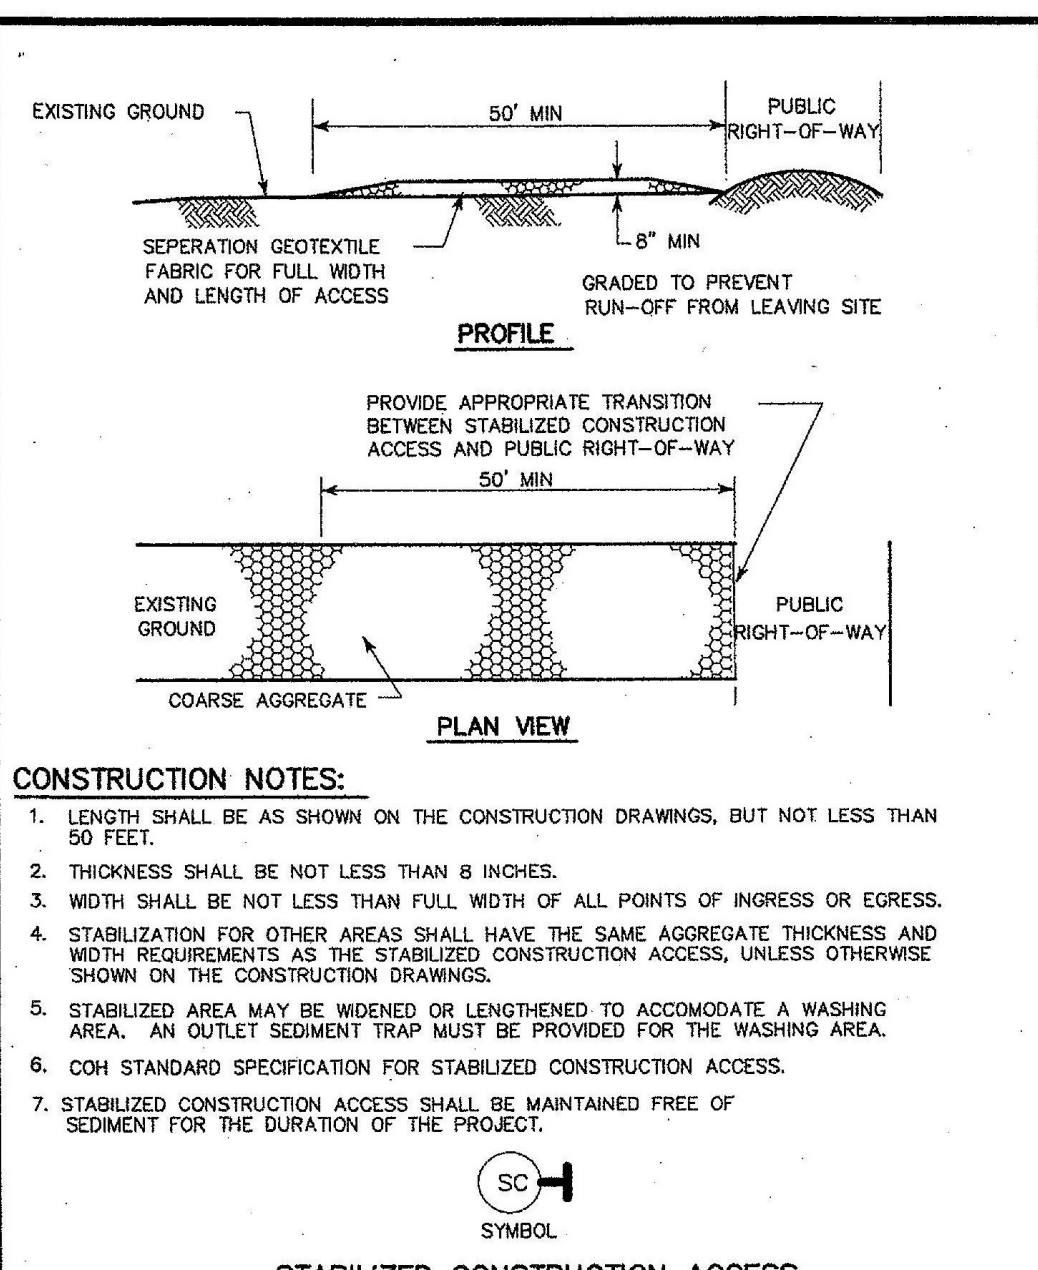 EXISTING GROUND
50' MIN
PUBLIC
RIGHT-OF-WAY
SEPERATION GEOTEXTILE
FABRIC FOR FULL WIDTH
AND LENGTH OF ACCESS
8" MIN
GRADED TO PREVENT
RUN-OFF FROM LEAVING SITE
PROFILE
PROVIDE APPROPRIATE TRANSITION
BETWEEN STABILIZED CONSTRUCTION
ACCESS AND PUBLIC RIGHT-OF-WAY
50' MIN
EXISTING
GROUND
PUBLIC
RIGHT-OF-WAY
COARSE AGGREGATE
PLAN VIEW
CONSTRUCTION NOTES:
1. LENGTH SHALL BE AS SHOWN ON THE CONSTRUCTION DRAWINGS, BUT NOT LESS THAN
50 FEET.
2. THICKNESS SHALL BE NOT LESS THAN 8 INCHES.
3. WIDTH SHALL BE NOT LESS THAN FULL WIDTH OF ALL POINTS OF INGRESS OR EGRESS.
4. STABILIZATION FOR OTHER AREAS SHALL HAVE THE SAME AGGREGATE THICKNESS AND
WIDTH REQUIREMENTS AS THE STABILIZED CONSTRUCTION ACCESS, UNLESS OTHERWISE
SHOWN ON THE CONSTRUCTION DRAWINGS.
5. STABILIZED AREA MAY BE WIDENED OR LENGTHENED TO ACCOMODATE A WASHING
AREA. AN OUTLET SEDIMENT TRAP MUST BE PROVIDED FOR THE WASHING AREA.
6. COH STANDARD SPECIFICATION FOR STABILIZED CONSTRUCTION ACCESS.
7. STABILIZED CONSTRUCTION ACCESS SHALL BE MAINTAINED FREE OF
SEDIMENT FOR THE DURATION OF THE PROJECT.
SC
SYMBOL
STABILIZED CONSTRUCTION ACCESS